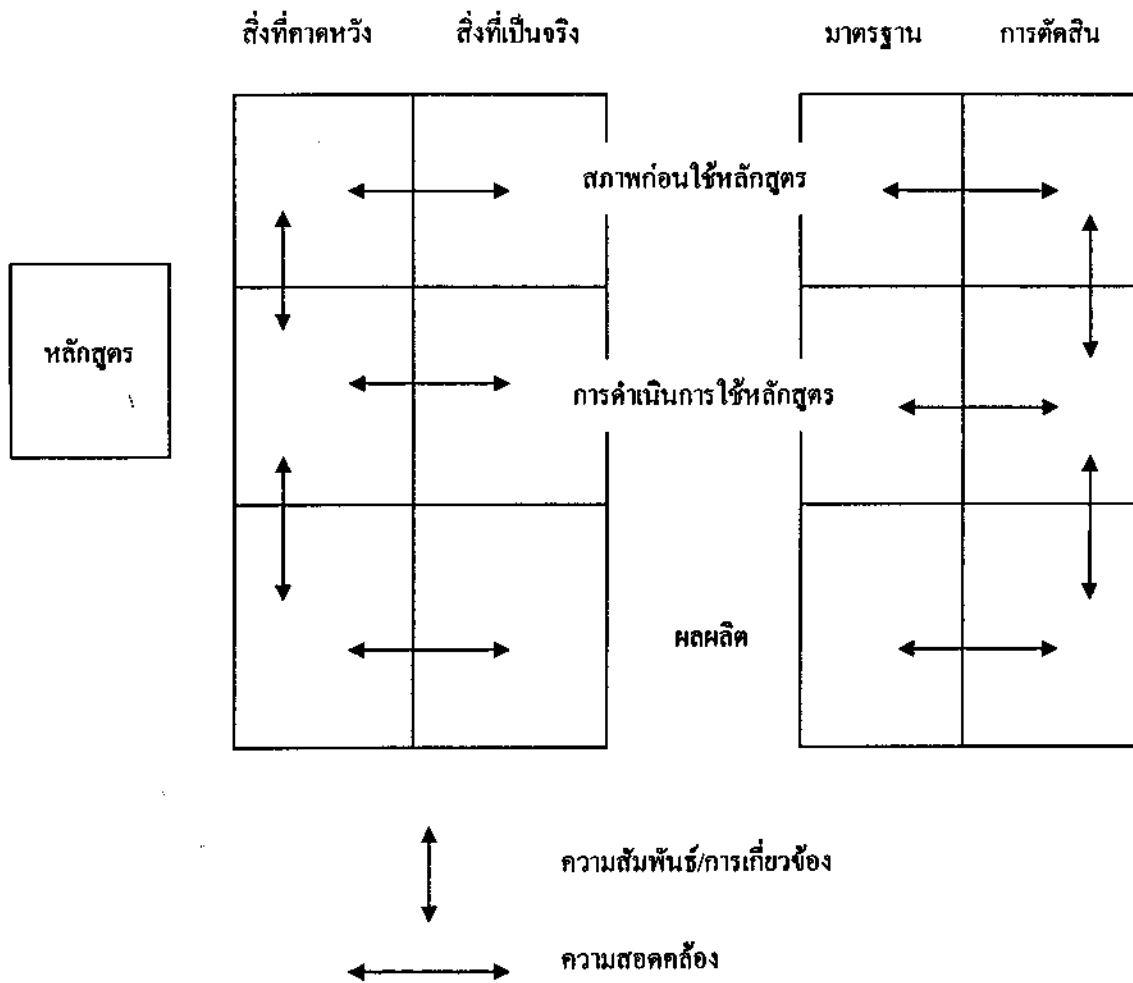 สิ่งที่คาดหวัง สิ่งที่เป็นจริง มาตรฐาน การตัดสิน
สภาพก่อนใช้หลักสูตร
หลักสูตร
การดำเนินการใช้หลักสูตร
ผลผลิต
ความสัมพันธ์/การเกี่ยวข้อง
ความสอดคล้อง